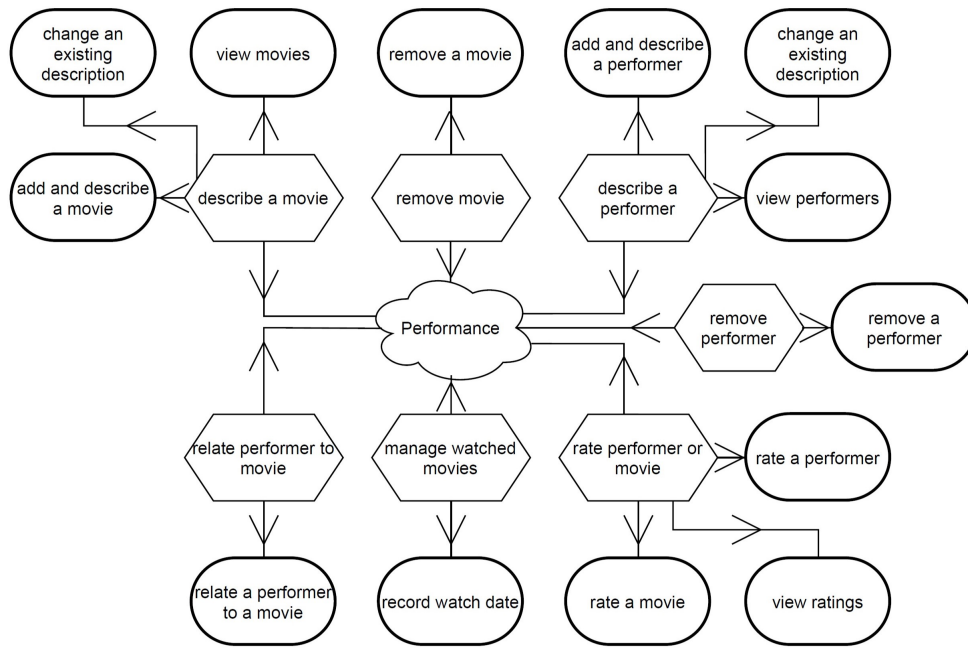 change an
existing
description
view movies
remove a movie
add and describe
a performer
change an
existing
description
add and describe
a movie
describe a movie
remove movie
describe a
performer
view performers
Performance
remove
performer
remove a
performer
relate performer to
movie
manage watched
movies
rate performer or
movie
rate a performer
relate a performer
to a movie
record watch date
rate a movie
view ratings